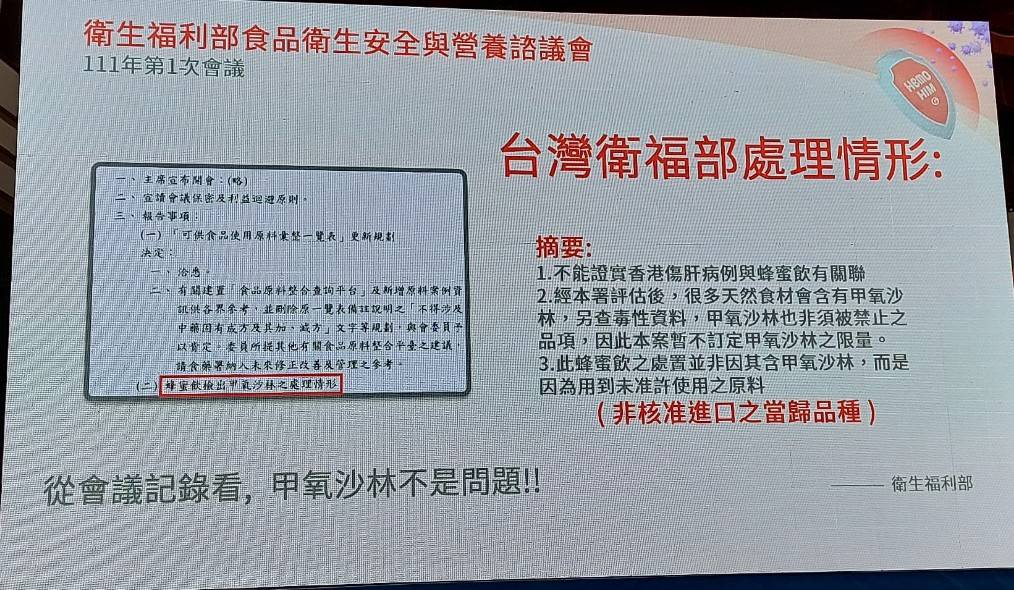 衛生福利部食品衛生安全與營養諮議會
111年第1次會議
HemoHIM
G
台灣衛福部處理情形:
一、主席宣布開會：(略)
二、宣讀會議保密及利益迴避原則。
三、報告事項：
(一)「可供食品使用原料彙整一覽表」更新規劃
決定：
一、洽悉。
二、有關建置「食品原料整合查詢平台」及新增原料案例資
訊供各界參考，並刪除原一覽表備註說明之「不得涉及
中藥固有成方及其加、減方」文字等規劃，與會委員予
以肯定。委員所提其他有關食品原料整合平臺之建議，
請食藥署納入未來修正改善及管理之參考。
(二)蜂蜜飲檢出甲氧沙林之處理情形
摘要:
1.不能證實香港傷肝病例與蜂蜜飲有關聯
2.經本署評估後，很多天然食材會含有甲氧沙
林，另查毒性資料，甲氧沙林也非須被禁止之
品項，因此本案暫不訂定甲氧沙林之限量。
3.此蜂蜜飲之處置並非因其含甲氧沙林，而是
因為用到未准許使用之原料
( 非核准進口之當歸品種 )
從會議記錄看, 甲氧沙林不是問題!!
——— 衛生福利部